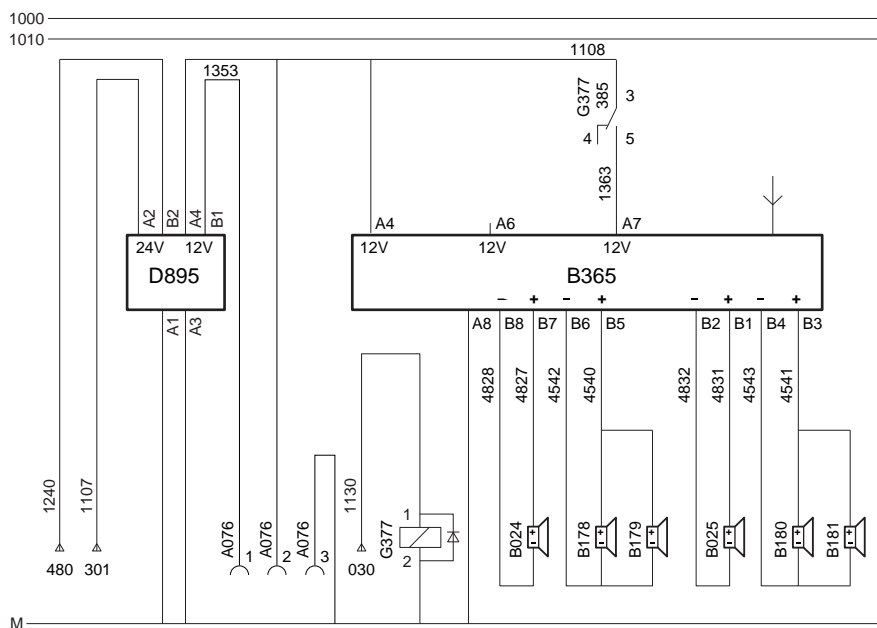 1000
1010
1108
1353
G377
385
3
4
5
1363
A2
B2
A4
B1
A4
A6
A7
24V
12V
12V
12V
12V
D895
B365
– + – + – + – +
A1
A3
A8
B8
B7
B6
B5
B2
B1
B4
B3
4828
4827
4542
4540
4832
4831
4543
4541
1240
1107
A076
1
A076
2
A076
3
1130
G377
1
2
B024
+
-
B178
+
-
B179
+
-
B025
+
-
B180
+
-
B181
+
-
480
301
030
M